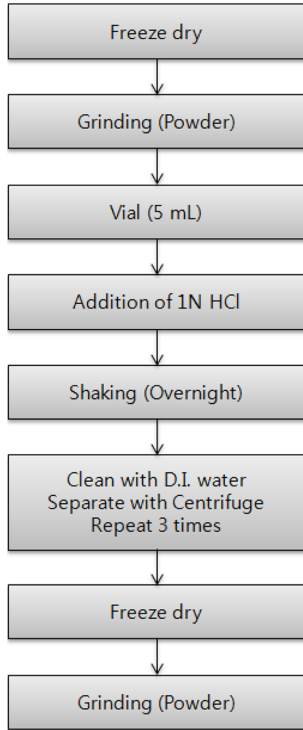 Freeze dry
Grinding (Powder)
Vial (5 mL)
Addition of 1N HCl
Shaking (Overnight)
Clean with D.I. water
Separate with Centrifuge
Repeat 3 times
Freeze dry
Grinding (Powder)